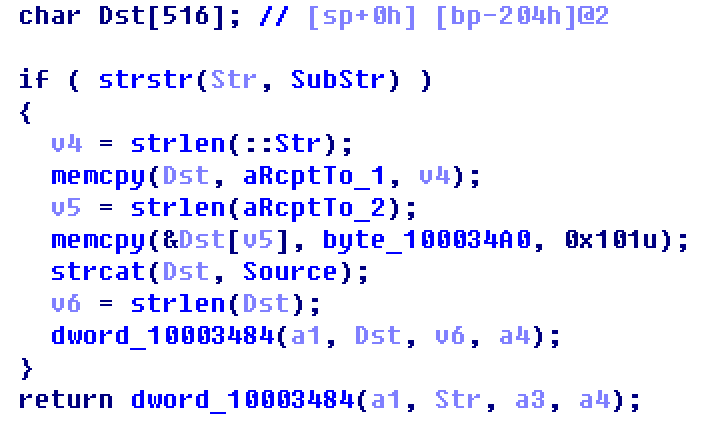 char Dst[516]; // [sp+0h] [bp-204h]@2
if ( strstr(Str, SubStr) )
{
v4 = strlen(::Str);
memcpy(Dst, aRcptTo_1, v4);
v5 = strlen(aRcptTo_2);
memcpy(&Dst[v5], byte_100034A0, 0x101u);
strcat(Dst, Source);
v6 = strlen(Dst);
dword_10003484(a1, Dst, v6, a4);
}
return dword_10003484(a1, Str, a3, a4);